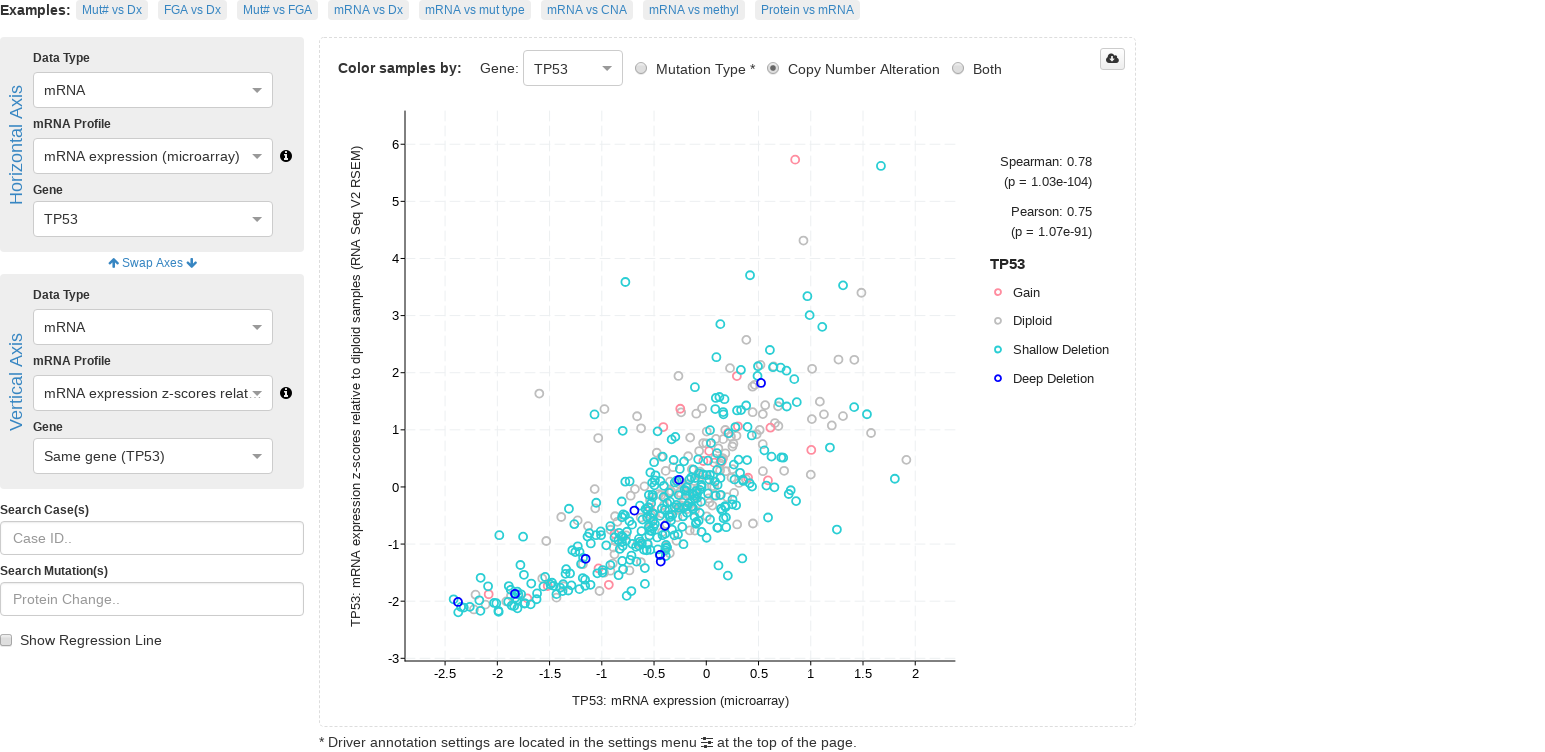 Examples: Mut# vs Dx FGA vs Dx Mut# vs FGA mRNA vs Dx mRNA vs mut type mRNA vs CNA mRNA vs methyl Protein vs mRNA
Horizontal Axis
Data Type
mRNA
mRNA Profile
mRNA expression (microarray)
Gene
TP53
Swap Axes
Vertical Axis
Data Type
mRNA
mRNA Profile
mRNA expression z-scores relat...
Gene
Same gene (TP53)
Search Case(s)
Case ID..
Search Mutation(s)
Protein Change..
Show Regression Line
Color samples by: Gene: TP53 Mutation Type * Copy Number Alteration Both
TP53: mRNA expression z-scores relative to diploid samples (RNA Seq V2 RSEM)
6
5
4
3
2
1
0
-1
-2
-3
-2.5 -2 -1.5 -1 -0.5 0 0.5 1 1.5 2
TP53: mRNA expression (microarray)
Spearman: 0.78
(p = 1.03e-104)
Pearson: 0.75
(p = 1.07e-91)
TP53
Gain
Diploid
Shallow Deletion
Deep Deletion
* Driver annotation settings are located in the settings menu at the top of the page.